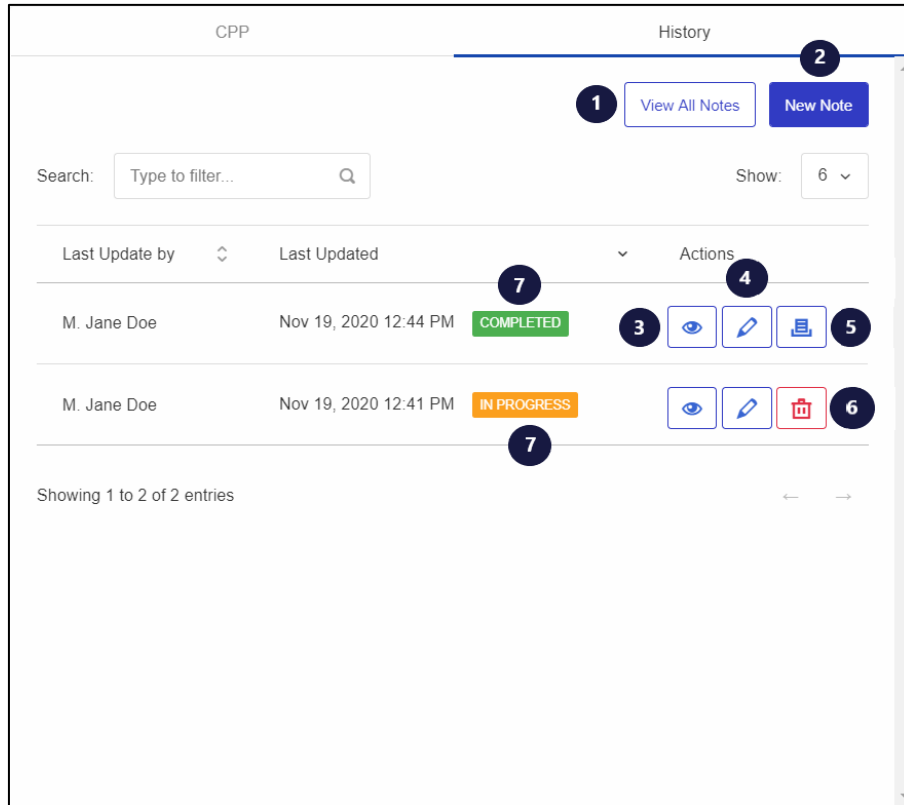 CPP History
2
1 View All Notes New Note
Search: Type to filter... Show: 6
Last Update by Last Updated Actions
7 4
M. Jane Doe Nov 19, 2020 12:44 PM COMPLETED 3 5
M. Jane Doe Nov 19, 2020 12:41 PM IN PROGRESS 6
7
Showing 1 to 2 of 2 entries ← →